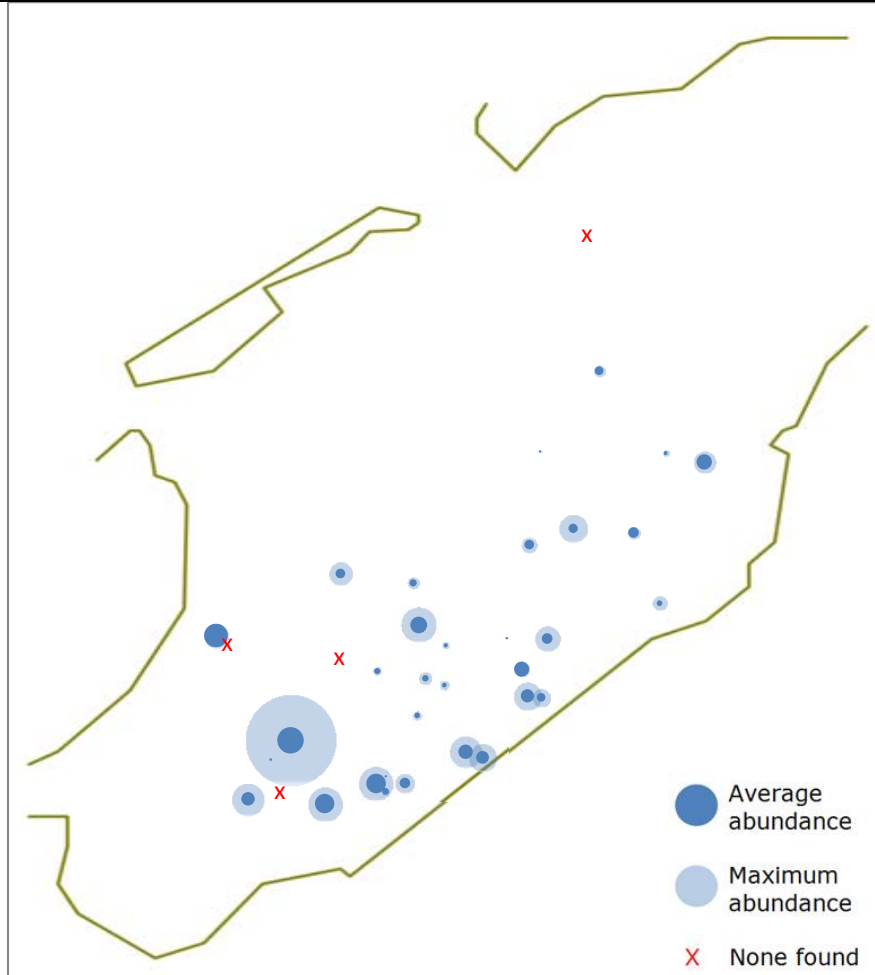 X
X
X
X
Average
abundance
Maximum
abundance
X None found